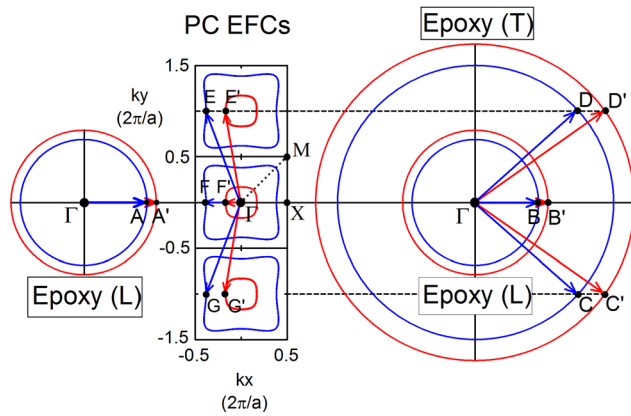 PC EFCs
Epoxy (T)
1.5
ky
(2π/a)
E
E'
D
D'
0.5
M
F
F'
Γ
A
A'
Γ
X
Γ
B
B'
-0.5
Epoxy (L)
Epoxy (L)
G
G'
C
C'
-1.5
-0.5
0.5
kx
(2π/a)